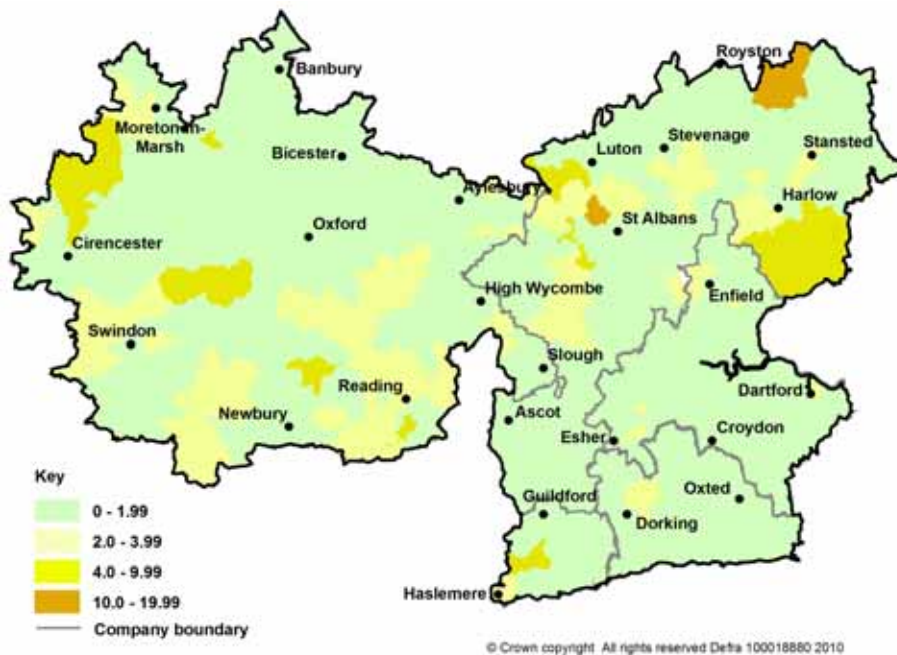 Royston
Banbury
Moreton-in-
Marsh
Stevenage
Luton
Stansted
Bicester
Aylesbury
Harlow
St Albans
Oxford
Cirencester
High Wycombe
Enfield
Swindon
Slough
Reading
Dartford
Newbury
Ascot
Esher
Croydon
Key
Guildford
Oxted
0 - 1.99
Dorking
2.0 - 3.99
4.0 - 9.99
Haslemere
10.0 - 19.99
Company boundary
© Crown copyright All rights reserved Defra 100018880 2010